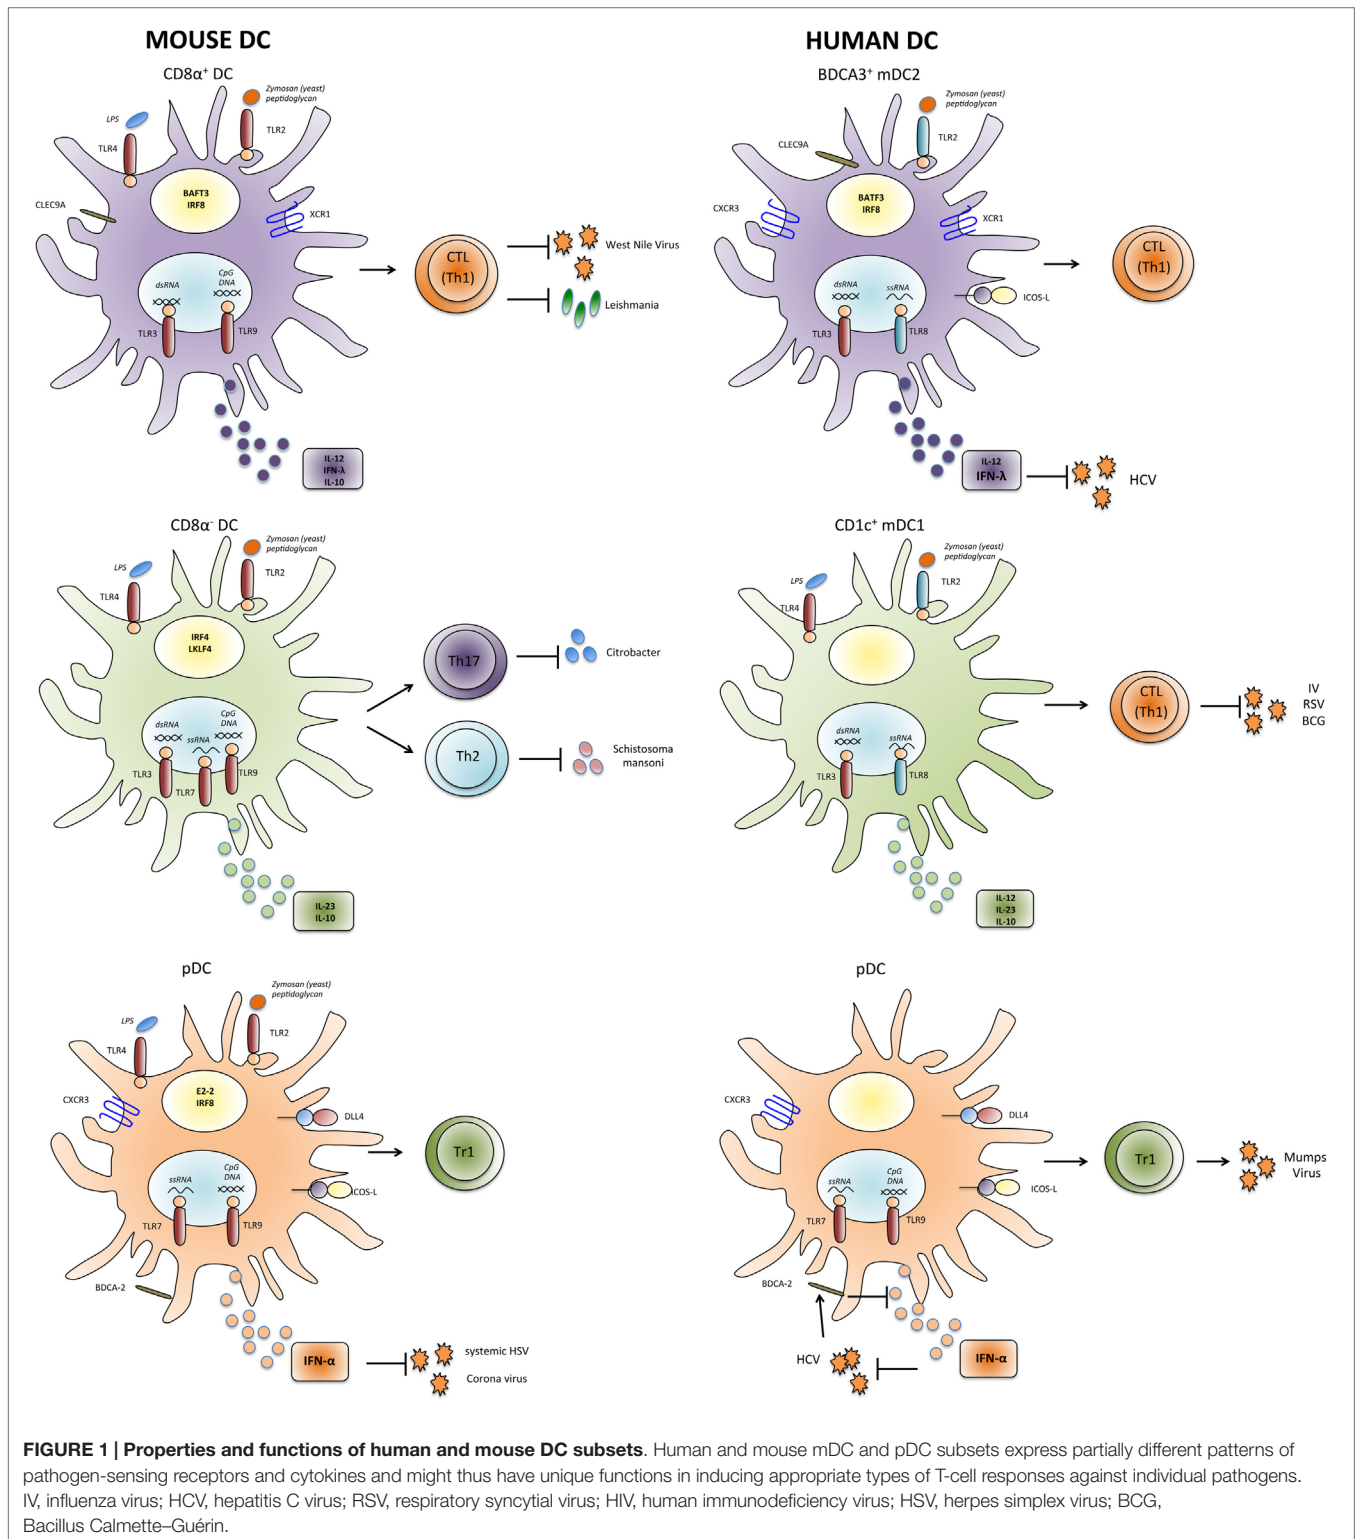 MOUSE DC
HUMAN DC
CD8α⁺ DC
Zymosan (yeast)
peptidoglycan
LPS
TLR2
TLR4
BAFT3
IRF8
CLEC9A
XCR1
dsRNA
CpG
DNA
TLR3
TLR9
CTL
(Th1)
West Nile Virus
Leishmania
IL-12
IFN-λ
IL-10
BDCA3⁺ mDC2
Zymosan (yeast)
peptidoglycan
TLR2
CLEC9A
BATF3
IRF8
CXCR3
XCR1
dsRNA
ssRNA
ICOS-L
TLR3
TLR8
CTL
(Th1)
IL-12
IFN-λ
HCV
CD8α⁻ DC
Zymosan (yeast)
peptidoglycan
LPS
TLR2
TLR4
IRF4
LKLF4
dsRNA
ssRNA
CpG
DNA
TLR3
TLR7
TLR9
Th17
Citrobacter
Th2
Schistosoma
mansoni
IL-23
IL-10
CD1c⁺ mDC1
Zymosan (yeast)
peptidoglycan
LPS
TLR2
TLR4
dsRNA
ssRNA
TLR3
TLR8
CTL
(Th1)
IV
RSV
BCG
IL-12
IL-23
IL-10
pDC
Zymosan (yeast)
peptidoglycan
LPS
TLR2
TLR4
E2-2
IRF8
CXCR3
DLL4
ssRNA
CpG
DNA
ICOS-L
TLR7
TLR9
Tr1
BDCA-2
IFN-α
systemic HSV
Corona virus
pDC
CXCR3
DLL4
ssRNA
CpG
DNA
ICOS-L
TLR7
TLR9
Tr1
Mumps
Virus
BDCA-2
HCV
IFN-α
FIGURE 1 | Properties and functions of human and mouse DC subsets. Human and mouse mDC and pDC subsets express partially different patterns of
pathogen-sensing receptors and cytokines and might thus have unique functions in inducing appropriate types of T-cell responses against individual pathogens.
IV, influenza virus; HCV, hepatitis C virus; RSV, respiratory syncytial virus; HIV, human immunodeficiency virus; HSV, herpes simplex virus; BCG,
Bacillus Calmette–Guérin.